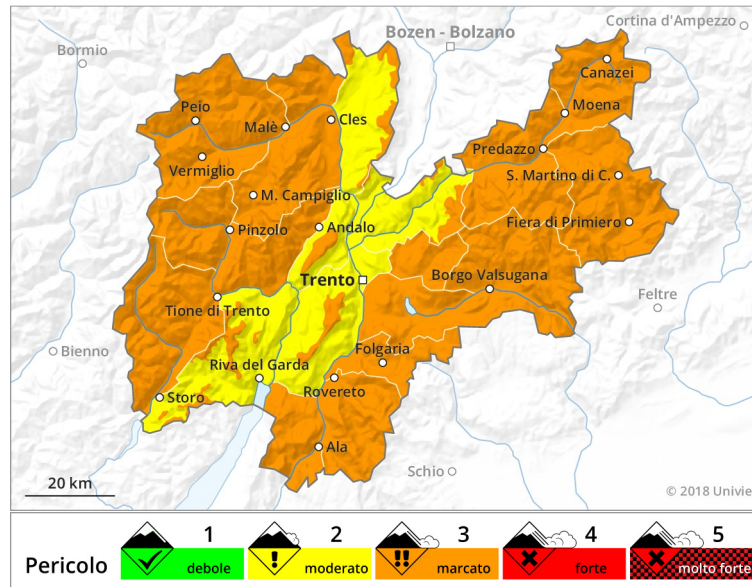 Cortina d'Ampezzo
Bozen - Bolzano
Bormio
Canazei
Peio
Moena
Cles
Malè
Predazzo
Vermiglio
S. Martino di C.
M. Campiglio
Fiera di Primiero
Pinzolo
Andalo
Borgo Valsugana
Trento
Feltre
Tione di Trento
Folgaria
Bienno
Riva del Garda
Rovereto
Storo
Ala
Schio
20 km
© 2018 Univie
1 2 3 4 5
Pericolo debole moderato marcato forte molto forte